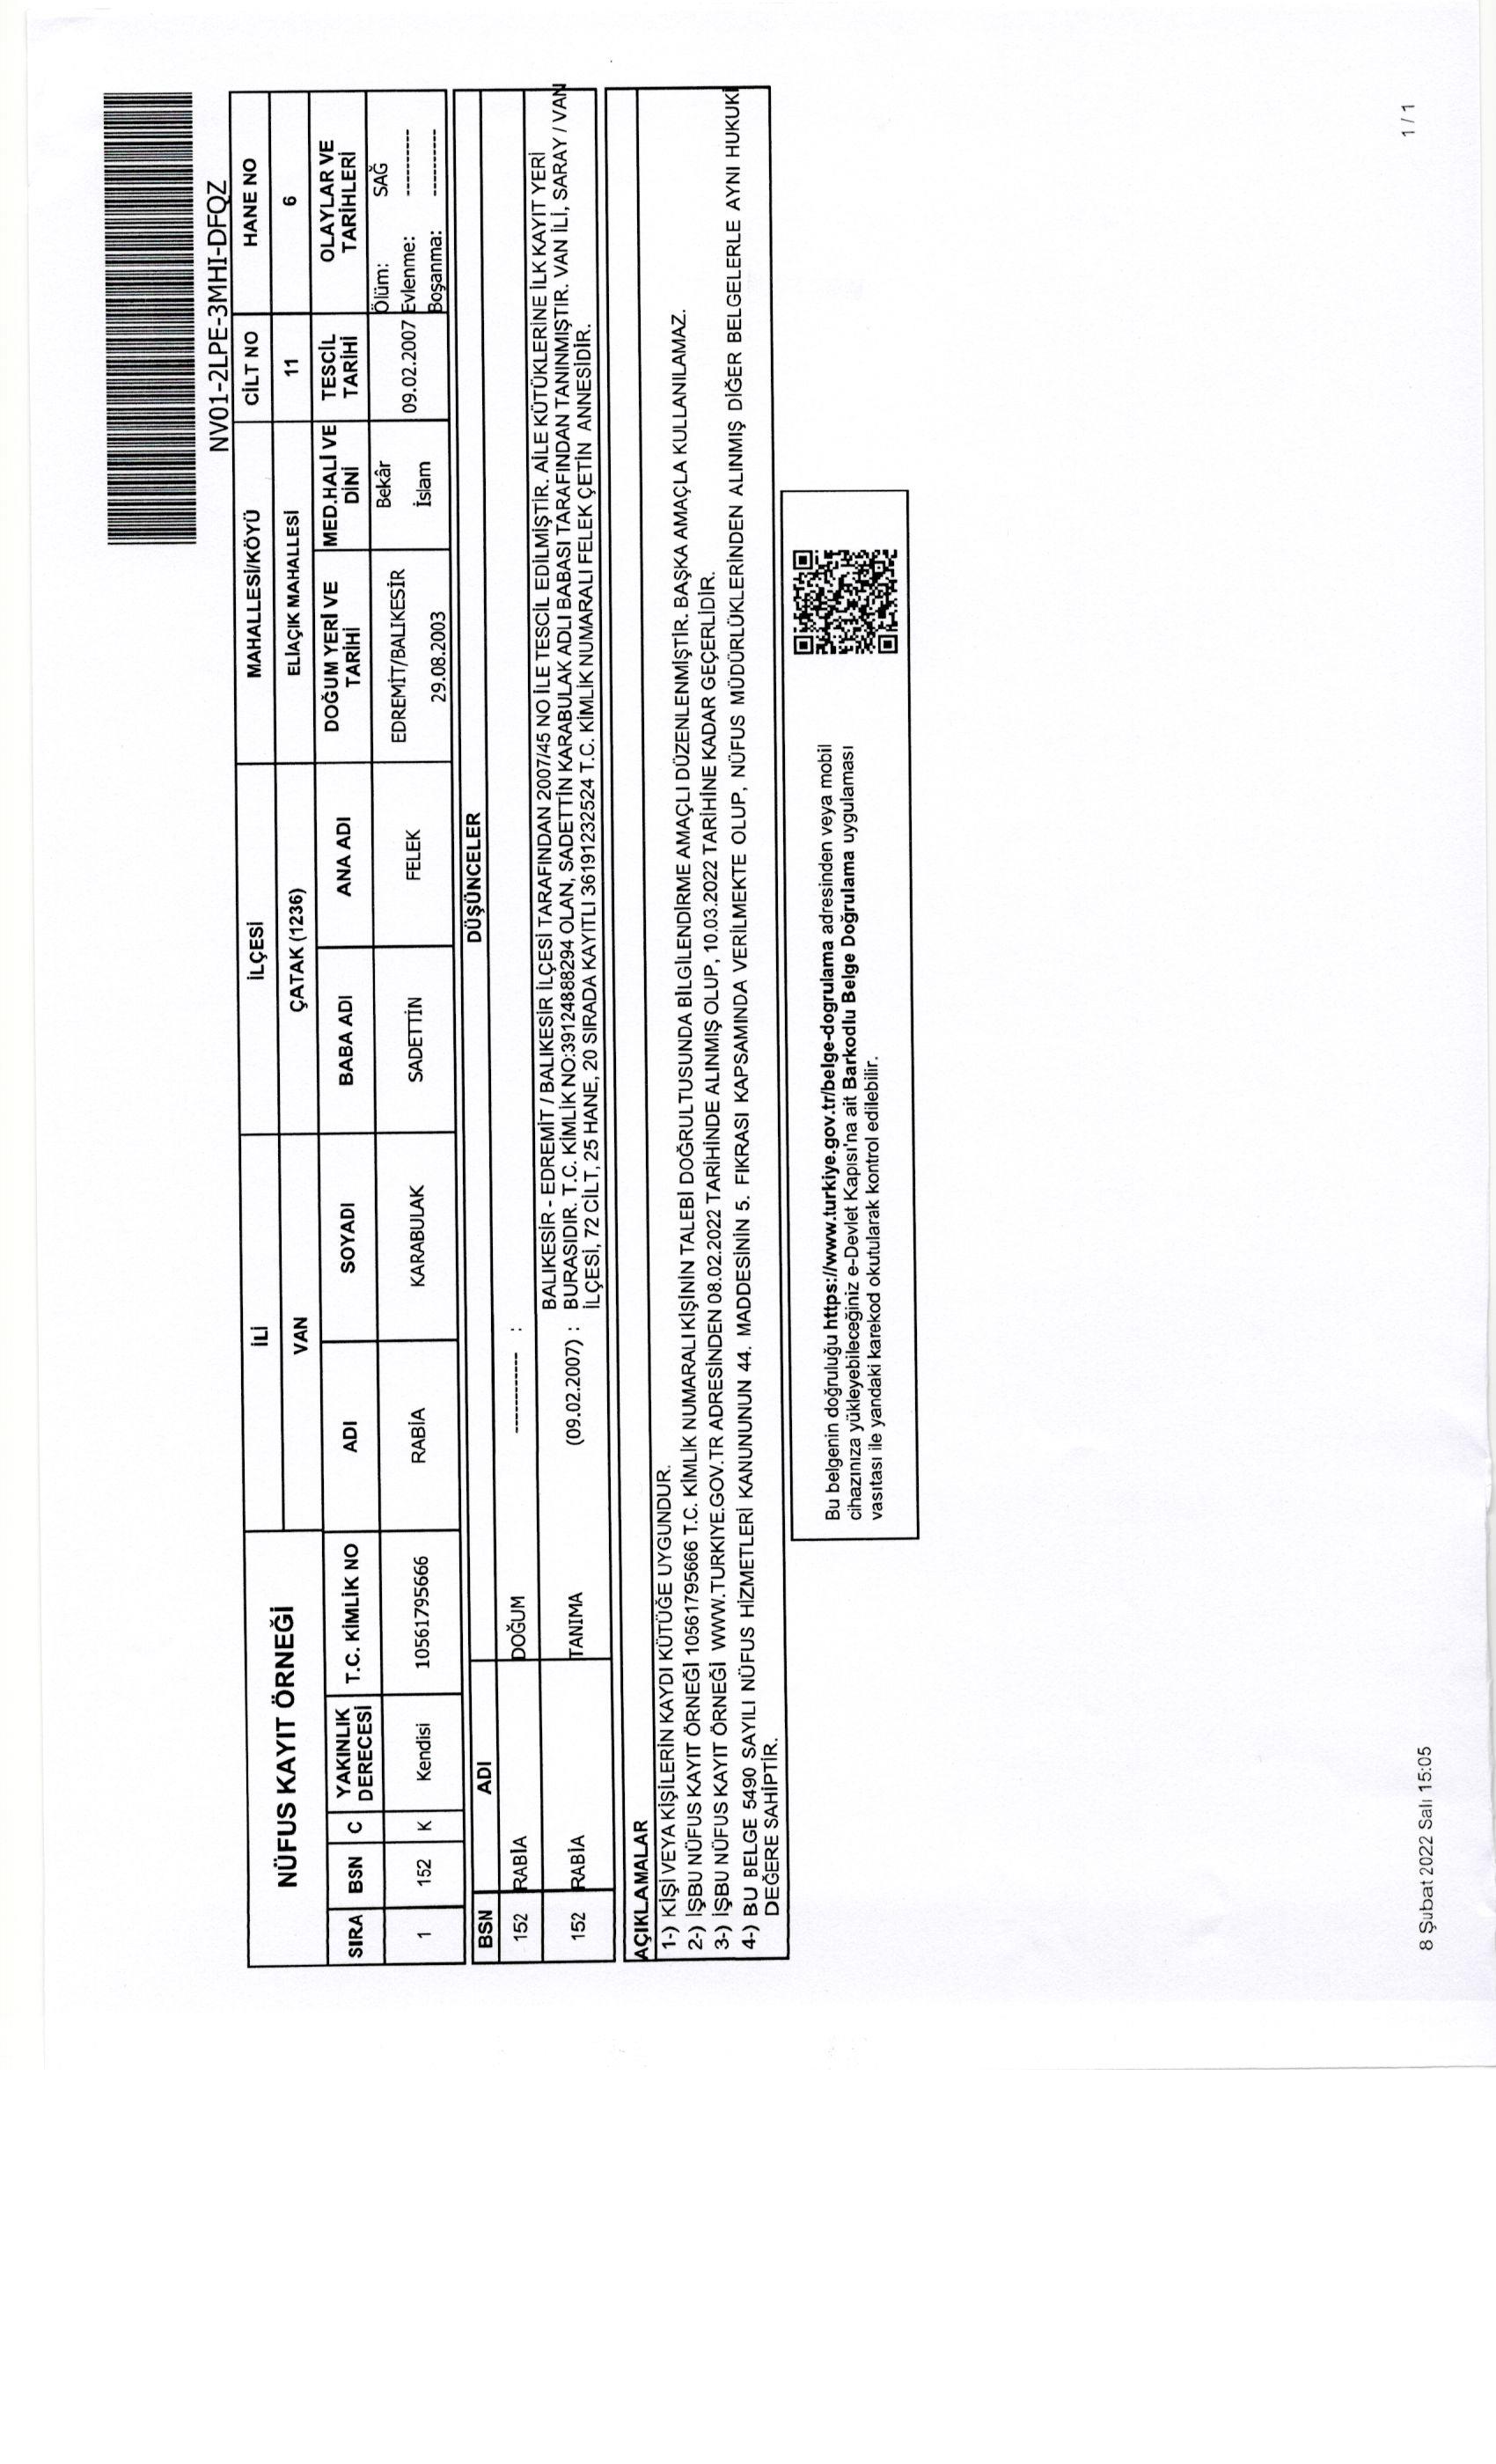 NV01-2LPE-3MHI-DFQZ
NÜFUS KAYIT ÖRNEĞİ
İLİ İLÇESİ MAHALLESİ/KÖYÜ CİLT NO HANE NO
VAN ÇATAK (1236) ELİAÇIK MAHALLESİ 11 6
SIRA BSN C YAKINLIK DERECESİ T.C. KİMLİK NO ADI SOYADI BABA ADI ANA ADI DOĞUM YERİ VE TARİHİ MED.HALİ VE DİNİ TESCİL TARİHİ OLAYLAR VE TARİHLERİ
1 152 K Kendisi 10561795666 RABİA KARABULAK SADETTİN FELEK EDREMİT/BALIKESİR 29.08.2003 Bekâr İslam 09.02.2007 Ölüm: SAĞ
Evlenme: ----------
Boşanma: ----------
BSN ADI DÜŞÜNCELER
152 RABİA DOĞUM ------------ :
152 RABİA TANIMA (09.02.2007) : BALIKESİR - EDREMİT / BALIKESİR İLÇESİ TARAFINDAN 2007/45 NO İLE TESCİL EDİLMİŞTİR. AİLE KÜTÜKLERİNE İLK KAYIT YERİ
BURASIDIR. T.C. KİMLİK NO:39124888294 OLAN, SADETTİN KARABULAK ADLI BABASI TARAFINDAN TANINMIŞTIR. VAN İLİ, SARAY / VAN
İLÇESİ, 72 CİLT, 25 HANE, 20 SIRADA KAYITLI 36191232524 T.C. KİMLİK NUMARALI FELEK ÇETİN ANNESİDİR.
AÇIKLAMALAR
1-) KİŞİ VEYA KİŞİLERİN KAYDI KÜTÜĞE UYGUNDUR.
2-) İŞBU NÜFUS KAYIT ÖRNEĞİ 10561795666 T.C. KİMLİK NUMARALI KİŞİNİN TALEBİ DOĞRULTUSUNDA BİLGİLENDİRME AMAÇLI DÜZENLENMİŞTİR. BAŞKA AMAÇLA KULLANILAMAZ.
3-) İŞBU NÜFUS KAYIT ÖRNEĞİ WWW.TURKIYE.GOV.TR ADRESİNDEN 08.02.2022 TARİHİNDE ALINMIŞ OLUP, 10.03.2022 TARİHİNE KADAR GEÇERLİDİR.
4-) BU BELGE 5490 SAYILI NÜFUS HİZMETLERİ KANUNUNUN 44. MADDESİNİN 5. FIKRASI KAPSAMINDA VERİLMEKTE OLUP, NÜFUS MÜDÜRLÜKLERİNDEN ALINMIŞ DİĞER BELGELERLE AYNI HUKUKİ
DEĞERE SAHİPTİR.
Bu belgenin doğruluğu https://www.turkiye.gov.tr/belge-dogrulama adresinden veya mobil
cihazınıza yükleyebileceğiniz e-Devlet Kapısı'na ait Barkodlu Belge Doğrulama uygulaması
vasıtası ile yandaki karekod okutularak kontrol edilebilir.
8 Şubat 2022 Salı 15:05
1 / 1